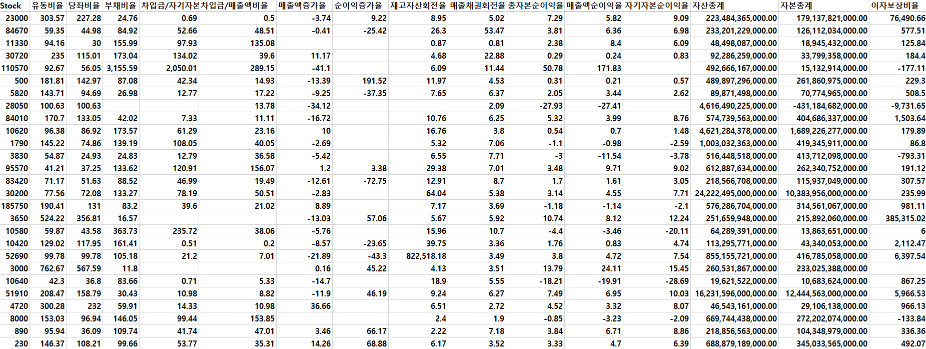 Stock 유동비율 당좌비율 부채비율 차입금/자기자본 차입금/매출액비율 매출액증가율 순이익증가율 재고자산회전율 매출채권회전율 총자본순이익율 매출액순이익율 자기자본순이익율 자산총계 자본총계 이자보상비율
23000 303.57 227.28 24.76 0.69 0.5 -3.74 9.22 8.95 5.02 7.29 5.82 9.09 223,484,365,000.00 179,137,821,000.00 76,490.66
84670 59.35 44.98 84.92 52.66 48.51 -0.41 -25.42 26.3 53.47 3.81 6.36 6.98 233,201,229,000.00 126,112,034,000.00 577.51
11330 94.16 30 155.99 97.93 135.08 0.87 0.81 2.38 8.4 6.09 48,498,087,000.00 18,945,432,000.00 125.84
30720 235 115.01 173.04 134.02 39.6 11.17 4.68 22.88 0.29 0.24 0.83 92,286,259,000.00 33,799,358,000.00 184.4
110570 92.67 56.05 3,155.59 2,050.01 289.15 -41.1 6.09 11.44 50.78 171.83 492,666,167,000.00 15,132,914,000.00 -177.11
500 181.81 142.97 87.08 42.34 14.93 -13.39 191.52 11.97 4.53 0.31 0.21 0.57 489,897,296,000.00 261,860,975,000.00 229.3
5820 143.71 94.69 26.98 12.77 17.22 -9.25 -37.35 7.65 6.37 2.05 3.44 2.62 89,871,498,000.00 70,774,965,000.00 508.5
28050 100.63 100.63 13.78 -34.12 2.09 -27.93 -27.41 4,616,490,225,000.00 -431,184,682,000.00 -9,731.65
84010 170.7 133.05 42.02 7.33 11.11 -16.72 10.76 6.25 5.32 3.99 8.76 574,739,563,000.00 404,686,337,000.00 1,503.64
10620 96.38 86.92 173.57 61.29 23.16 10 16.76 3.8 0.54 0.7 1.48 4,621,284,378,000.00 1,689,226,277,000.00 179.89
1790 145.22 74.86 139.19 108.05 40.05 -2.69 5.32 7.06 -1.1 -0.98 -2.59 1,003,032,363,000.00 419,345,911,000.00 86.8
3830 54.87 24.93 24.83 12.79 36.58 -5.42 6.55 7.71 -3 -11.54 -3.78 516,448,518,000.00 413,712,098,000.00 -793.31
95570 41.21 37.25 133.62 120.91 156.07 1.2 3.38 29.38 7.01 3.48 9.71 9.02 612,887,634,000.00 262,340,752,000.00 191.12
83420 71.17 51.63 88.52 46.99 19.49 -12.61 -72.75 12.91 8.7 1.7 1.61 3.05 218,566,708,000.00 115,937,049,000.00 307.57
30200 77.56 72.08 133.27 78.19 50.51 -2.83 64.04 5.38 3.14 4.55 7.71 24,222,495,000,000.00 10,383,956,000,000.00 235.99
185750 190.41 131 83.2 39.6 21.02 8.89 7.17 3.69 -1.18 -1.14 -2.1 576,286,704,000.00 314,561,067,000.00 981.11
3650 524.22 356.81 16.57 -13.03 57.06 5.67 5.92 10.74 8.12 12.24 251,659,948,000.00 215,892,060,000.00 385,315.02
10580 59.87 43.58 363.73 235.72 38.06 -5.76 15.96 10.7 -4.4 -3.46 -20.11 64,289,391,000.00 13,863,651,000.00 6
10420 129.02 117.95 161.41 0.51 0.2 -8.57 -23.65 39.75 3.36 1.76 0.83 4.74 113,295,771,000.00 43,340,053,000.00 2,112.47
52690 99.78 99.78 105.18 21.2 7.01 -21.89 -43.3 822,518.18 3.49 3.8 4.72 7.54 855,155,721,000.00 416,785,058,000.00 6,397.54
3000 762.67 567.59 11.8 0.16 45.22 4.13 3.51 13.79 24.11 15.45 260,531,867,000.00 233,025,388,000.00
10640 42.3 36.8 83.66 0.71 5.33 -14.7 18.9 5.55 -18.21 -19.91 -28.69 19,621,522,000.00 10,683,624,000.00 867.25
51910 208.47 158.79 30.43 10.98 8.82 -11.9 46.19 9.24 6.27 7.49 6.95 10.03 16,231,596,000,000.00 12,444,563,000,000.00 5,966.53
4720 300.28 232 59.91 14.33 10.98 36.66 6.51 2.72 4.52 3.32 8.07 46,543,161,000.00 29,106,138,000.00 966.13
8000 153.03 96.94 146.05 99.44 153.85 2.4 1.9 -0.85 -3.23 -2.09 669,744,438,000.00 272,202,074,000.00 -133.84
890 95.94 36.09 109.74 41.74 47.01 3.46 66.17 2.22 7.18 3.84 6.71 8.86 218,856,563,000.00 104,348,979,000.00 336.36
230 146.37 108.21 99.66 53.77 35.31 14.26 68.88 6.17 3.52 3.33 4.7 6.39 688,879,189,000.00 345,033,565,000.00 492.07